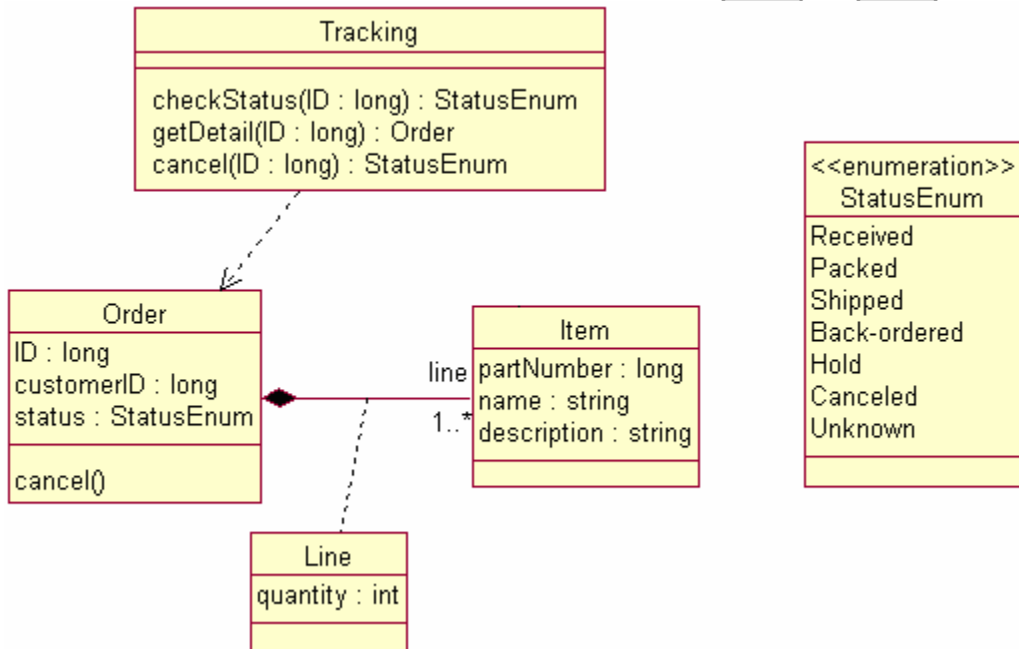 Tracking
checkStatus(ID : long) : StatusEnum
getDetail(ID : long) : Order
cancel(ID : long) : StatusEnum
<<enumeration>>
StatusEnum
Received
Packed
Shipped
Back-ordered
Hold
Canceled
Unknown
Order
ID : long
customerID : long
status : StatusEnum
cancel()
line
1..*
Item
partNumber : long
name : string
description : string
Line
quantity : int